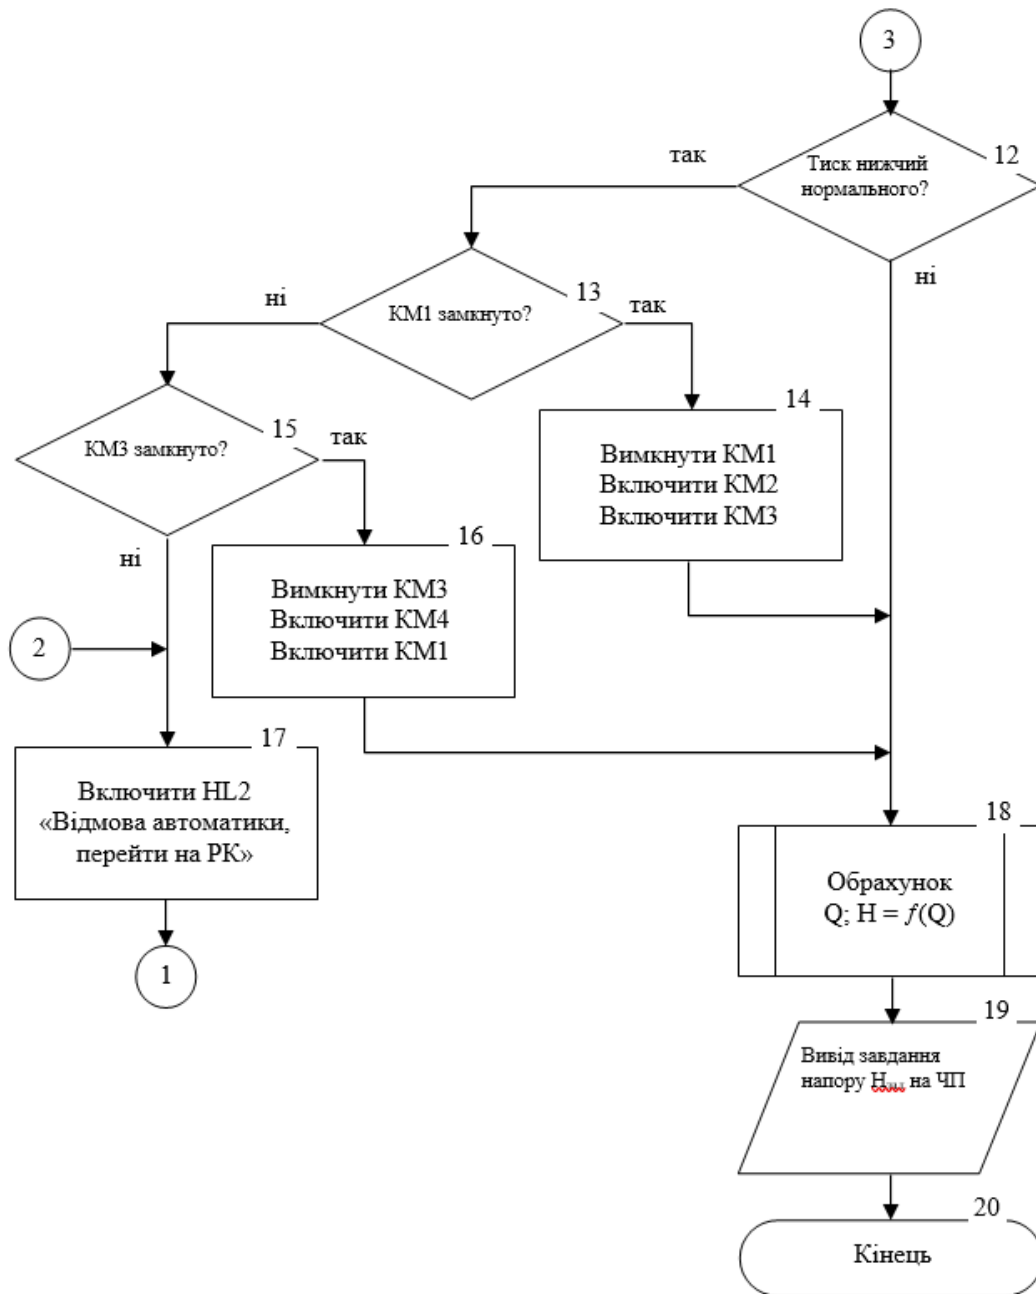 3
12
Тиск нижчий
нормального?
так
ні
13
КМ1 замкнуто?
ні
так
14
Вимкнути КМ1
Включити КМ2
Включити КМ3
15
КМ3 замкнуто?
так
ні
16
Вимкнути КМ3
Включити КМ4
Включити КМ1
2
17
Включити HL2
«Відмова автоматики,
перейти на РК»
1
18
Обрахунок
Q; H = f(Q)
19
Вивід завдання
напору на ЧП
20
Кінець